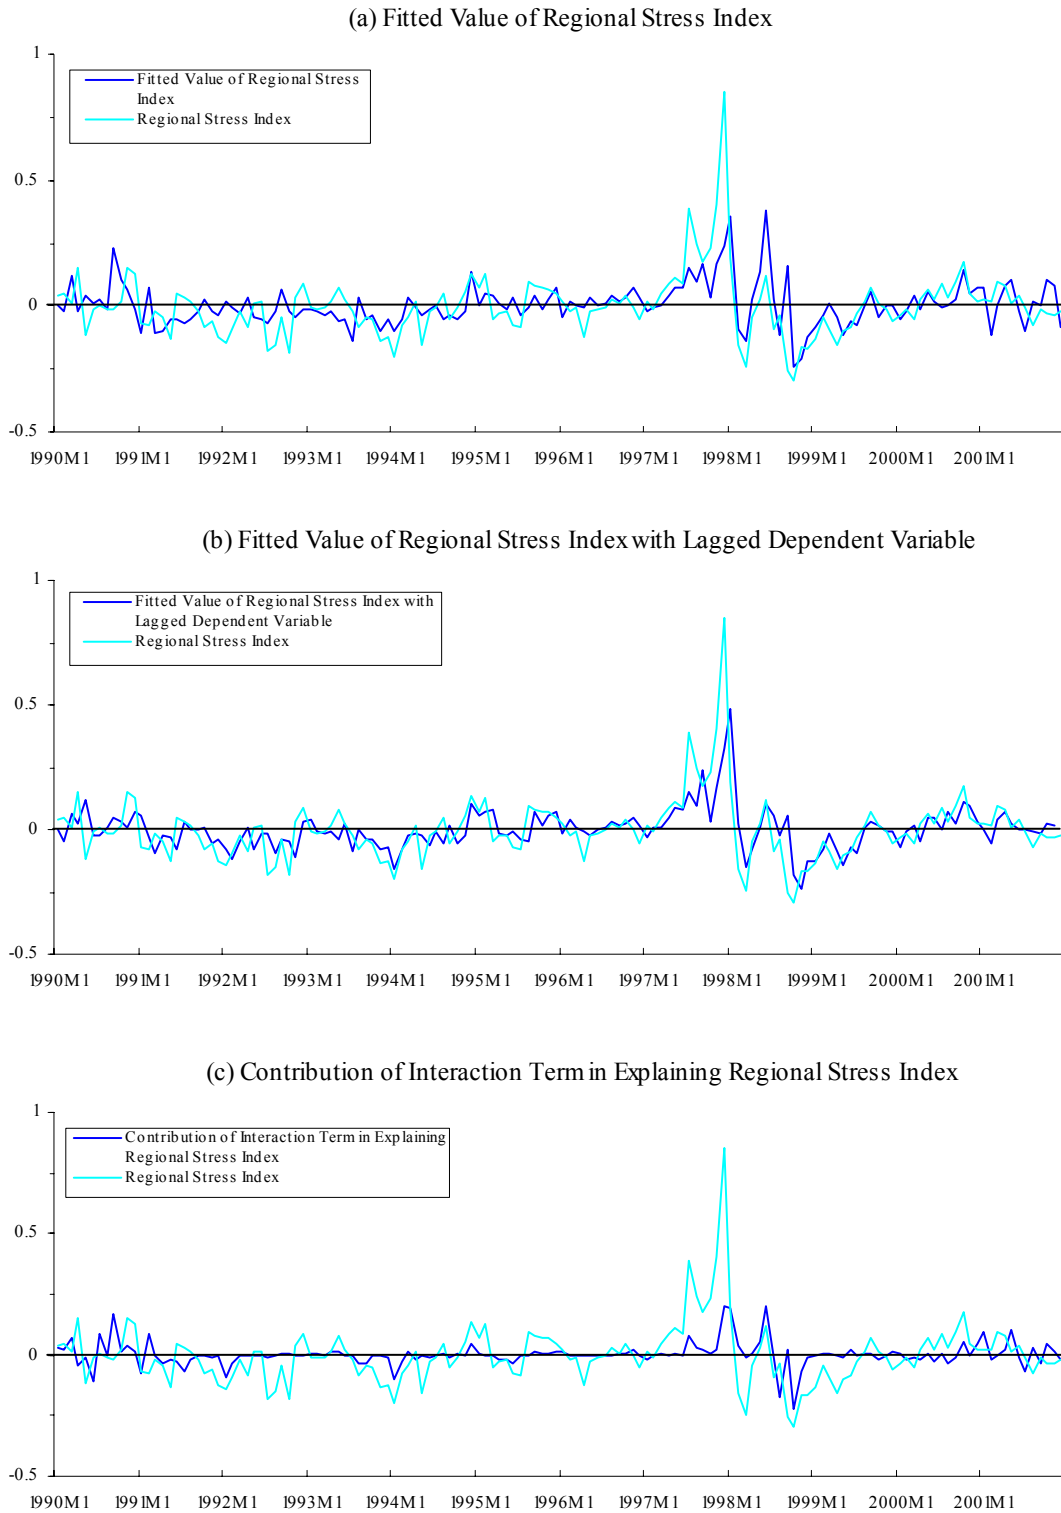 (a) Fitted Value of Regional Stress Index
1
Fitted Value of Regional Stress
Index
Regional Stress Index
0.5
0
-0.5
1990M1 1991M1 1992M1 1993M1 1994M1 1995M1 1996M1 1997M1 1998M1 1999M1 2000M1 2001M1
(b) Fitted Value of Regional Stress Index with Lagged Dependent Variable
1
Fitted Value of Regional Stress Index with
Lagged Dependent Variable
Regional Stress Index
0.5
0
-0.5
1990M1 1991M1 1992M1 1993M1 1994M1 1995M1 1996M1 1997M1 1998M1 1999M1 2000M1 2001M1
(c) Contribution of Interaction Term in Explaining Regional Stress Index
1
Contribution of Interaction Term in Explaining
Regional Stress Index
Regional Stress Index
0.5
0
-0.5
1990M1 1991M1 1992M1 1993M1 1994M1 1995M1 1996M1 1997M1 1998M1 1999M1 2000M1 2001M1